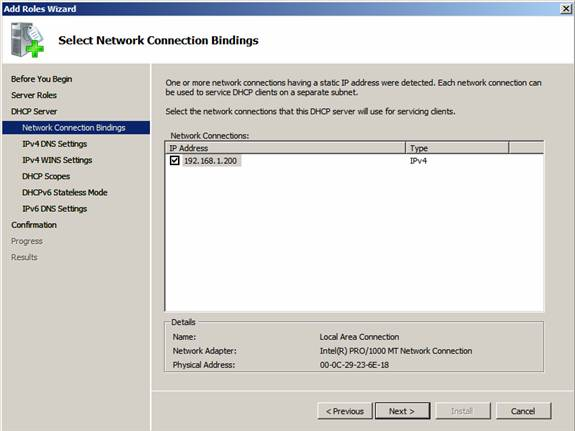 Add Roles Wizard
Select Network Connection Bindings
Before You Begin
Server Roles
DHCP Server
Network Connection Bindings
IPv4 DNS Settings
IPv4 WINS Settings
DHCP Scopes
DHCPv6 Stateless Mode
IPv6 DNS Settings
Confirmation
Progress
Results
One or more network connections having a static IP address were detected. Each network connection can
be used to service DHCP clients on a separate subnet.
Select the network connections that this DHCP server will use for servicing clients.
Network Connections:
IP Address Type
192.168.1.200 IPv4
Details
Name: Local Area Connection
Network Adapter: Intel(R) PRO/1000 MT Network Connection
Physical Address: 00-0C-29-23-6E-18
< Previous Next > Install Cancel